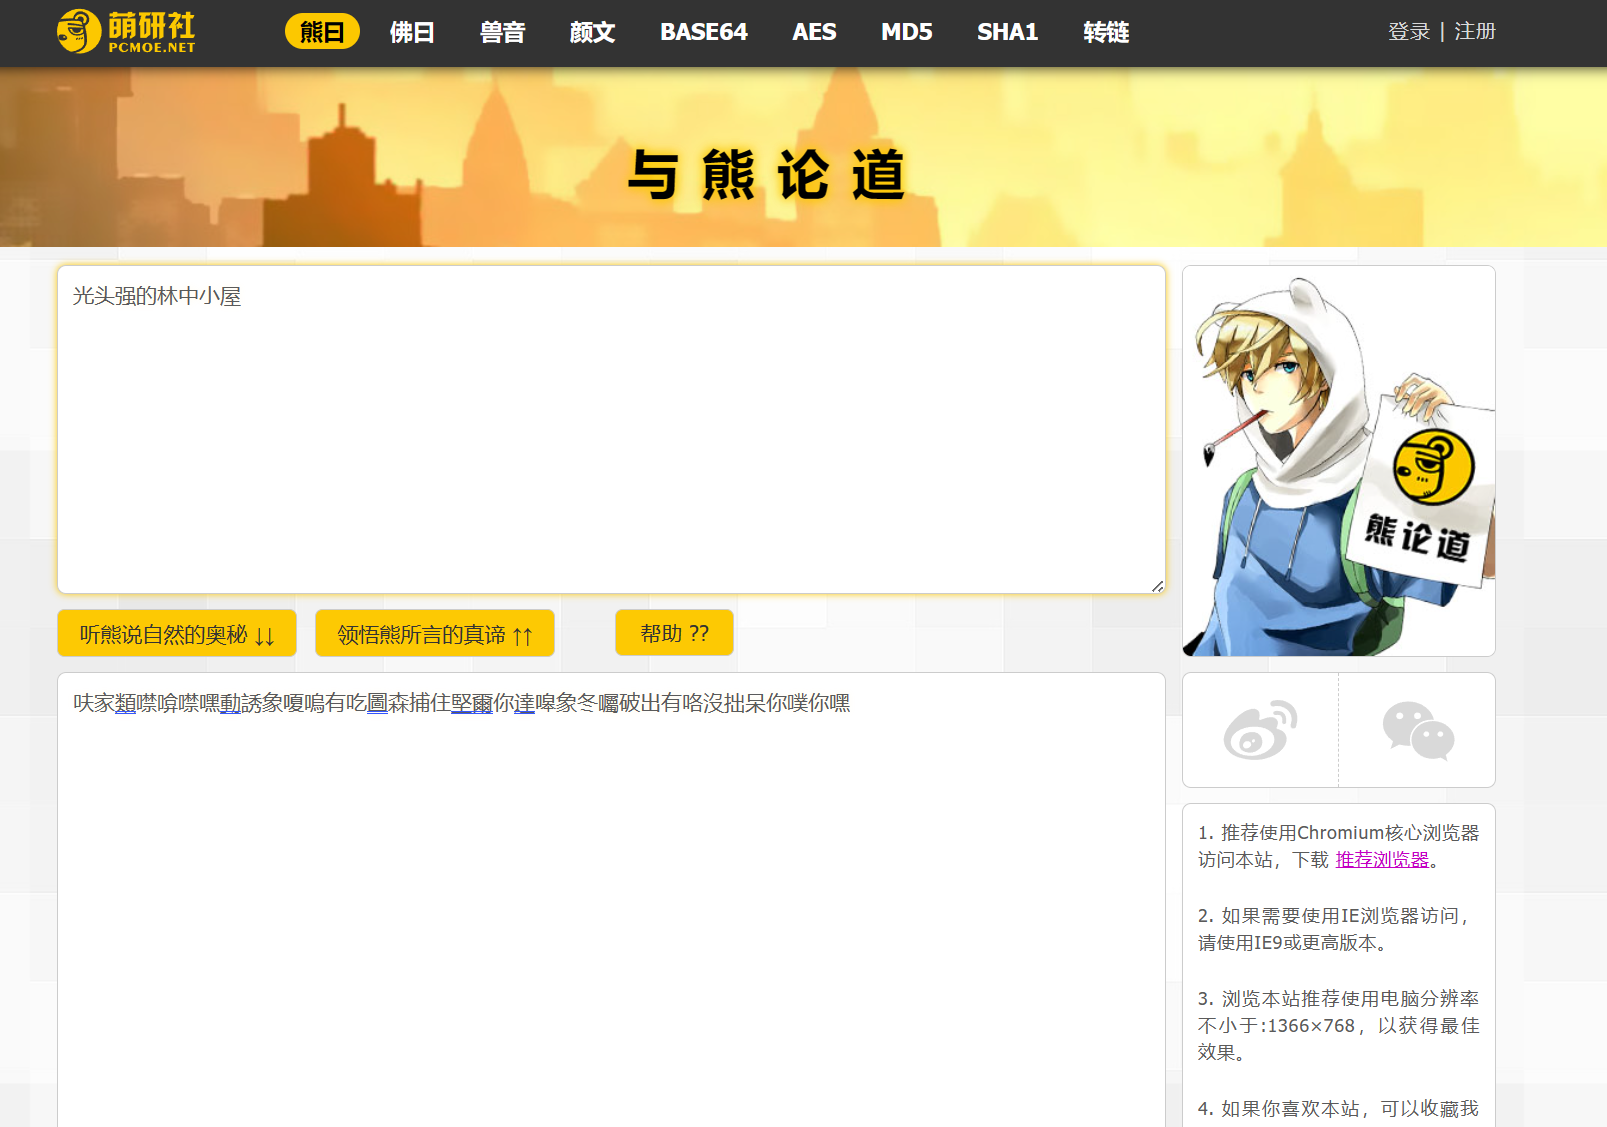 萌研社
PCMOE.NET
熊曰 佛曰 兽音 颜文 BASE64 AES MD5 SHA1 转链
登录 | 注册
与熊论道
光头强的林中小屋
熊论道
听熊说自然的奥秘 ↓↓ 领悟熊所言的真谛 ↑↑ 帮助 ??
呋家類噤啽噤嘿動誘象嗄嗚有吃圖森捕住堅爾你達嗥象冬囑破出有咯沒拙呆你噗你嘿
1. 推荐使用Chromium核心浏览器
访问本站，下载 推荐浏览器。
2. 如果需要使用IE浏览器访问，
请使用IE9或更高版本。
3. 浏览本站推荐使用电脑分辨率
不小于:1366×768，以获得最佳
效果。
4. 如果你喜欢本站，可以收藏我